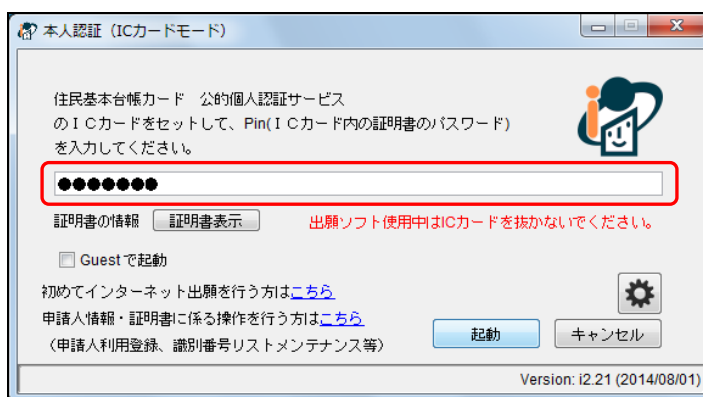 本人認証（ICカードモード）
住民基本台帳カード　公的個人認証サービス
のＩＣカードをセットして、Pin(ＩＣカード内の証明書のパスワード)
を入力してください。
●●●●●●●
証明書の情報　証明書表示　出願ソフト使用中はICカードを抜かないでください。
Guestで起動
初めてインターネット出願を行う方はこちら
申請人情報・証明書に係る操作を行う方はこちら
（申請人利用登録、識別番号リストメンテナンス等）
起動　キャンセル
Version: i2.21 (2014/08/01)